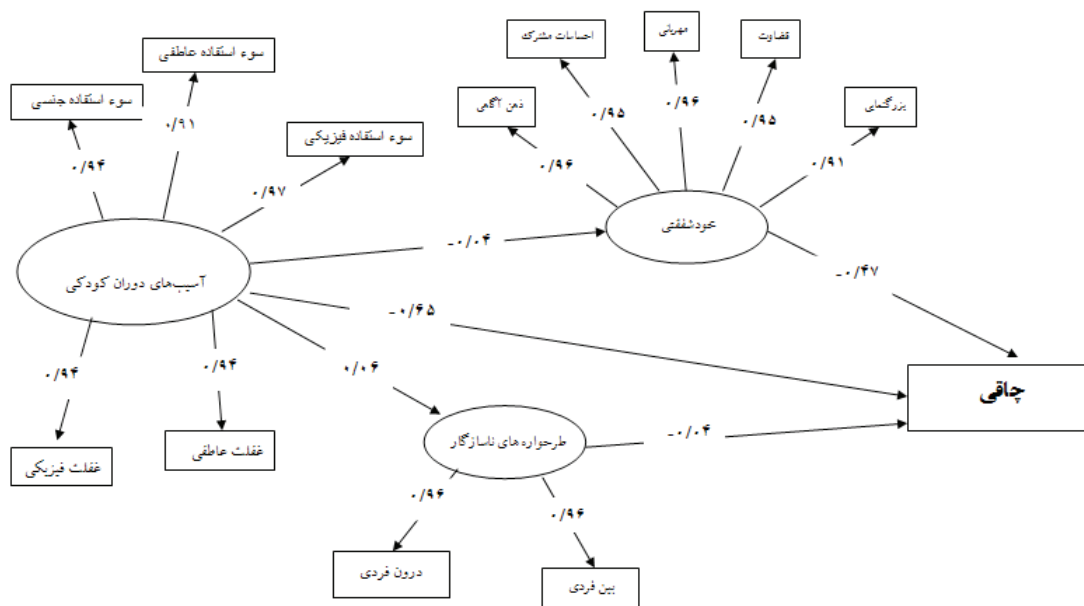 احساسات مشترک
مهربانی
قضاوت
سوء استفاده عاطفی
سوء استفاده جنسی
ذهن آگاهی
بزرگنمایی
سوء استفاده فیزیکی
۰/۹۵
۰/۹۶
۰/۹۵
۰/۹۱
۰/۹۴
۰/۹۶
۰/۹۱
۰/۹۷
خودشفقتی
-۰/۰۴
آسیب‌های دوران کودکی
-۰/۴۷
-۰/۶۵
۰/۰۶
۰/۹۴
۰/۹۴
چاقی
طرحواره‌های ناسازگار
-۰/۰۴
غفلت عاطفی
غفلت فیزیکی
۰/۹۶
۰/۹۶
درون فردی
بین فردی